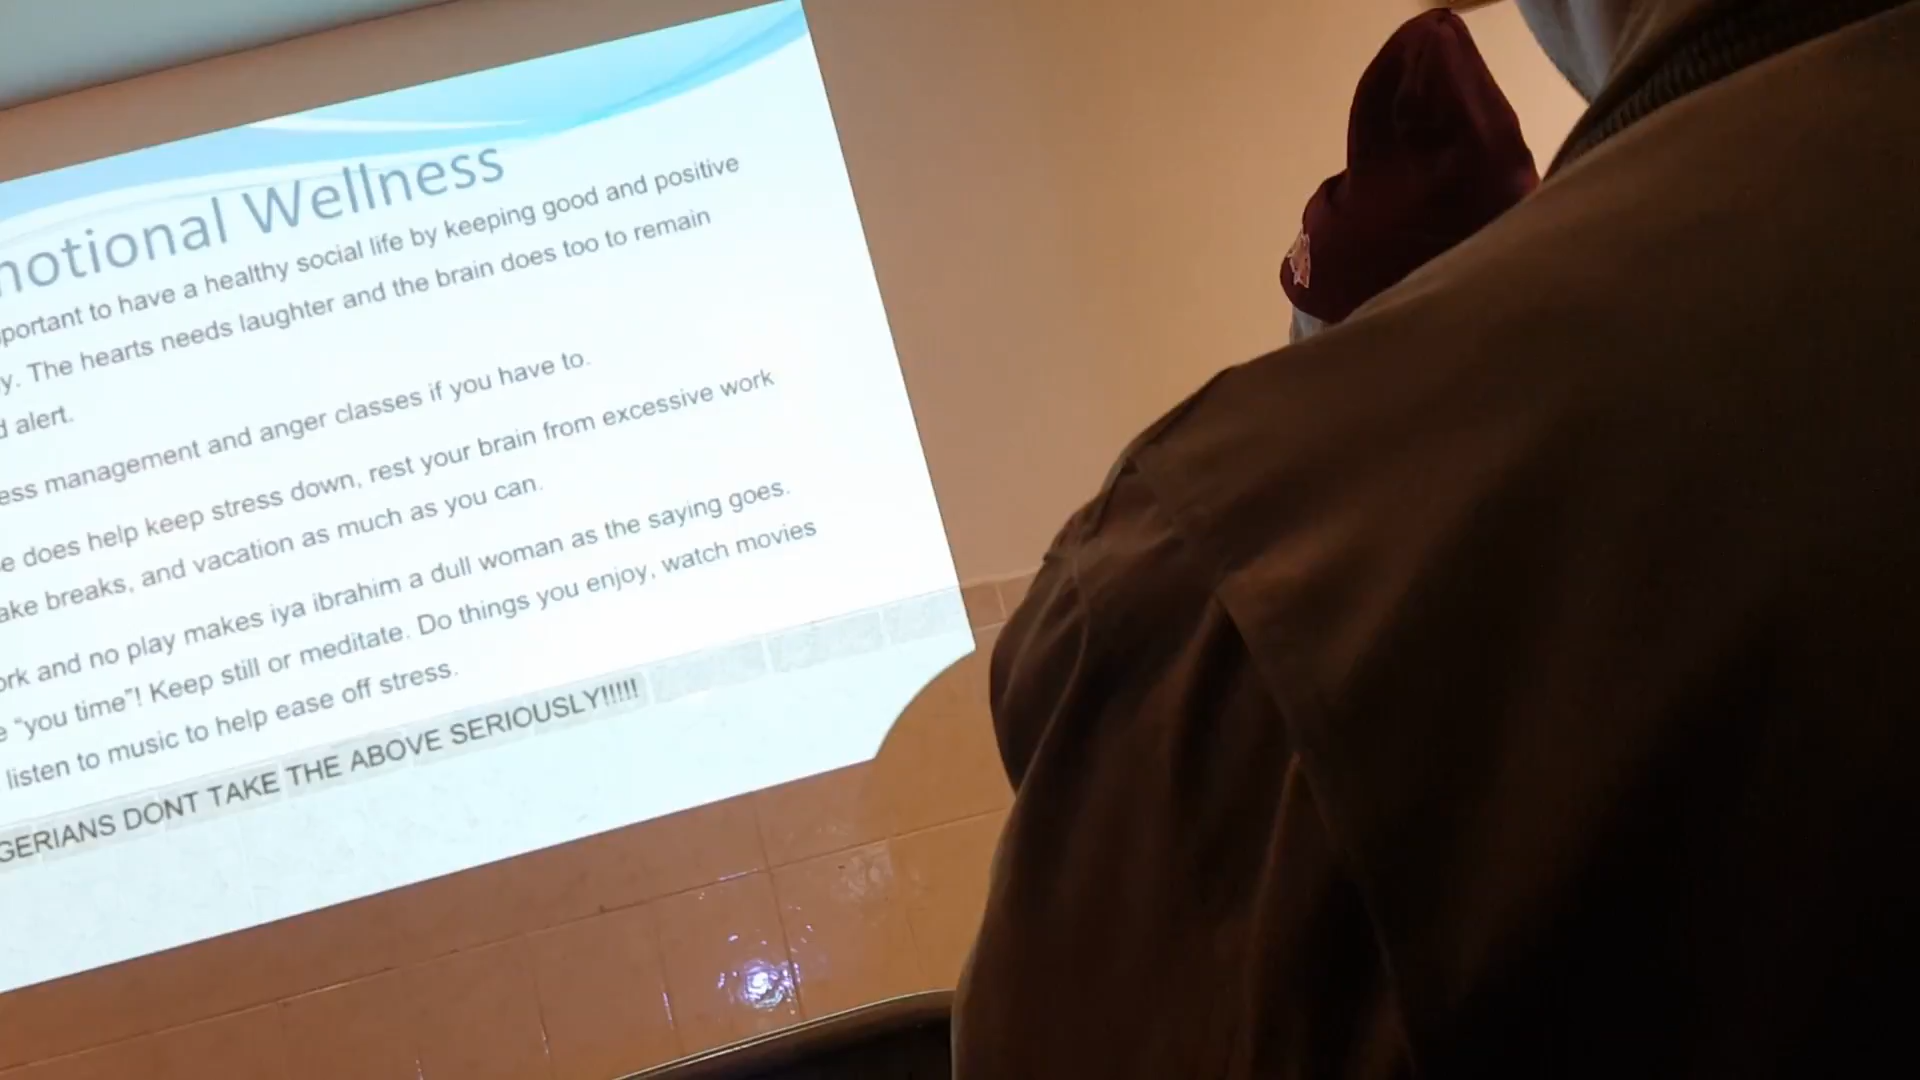 notional Wellness
portant to have a healthy social life by keeping good and positive
y. The hearts needs laughter and the brain does too to remain
d alert.
ess management and anger classes if you have to.
e does help keep stress down, rest your brain from excessive work
ake breaks, and vacation as much as you can.
ork and no play makes iya ibrahim a dull woman as the saying goes.
e “you time”! Keep still or meditate. Do things you enjoy, watch movies
listen to music to help ease off stress.
GERIANS DONT TAKE THE ABOVE SERIOUSLY!!!!!